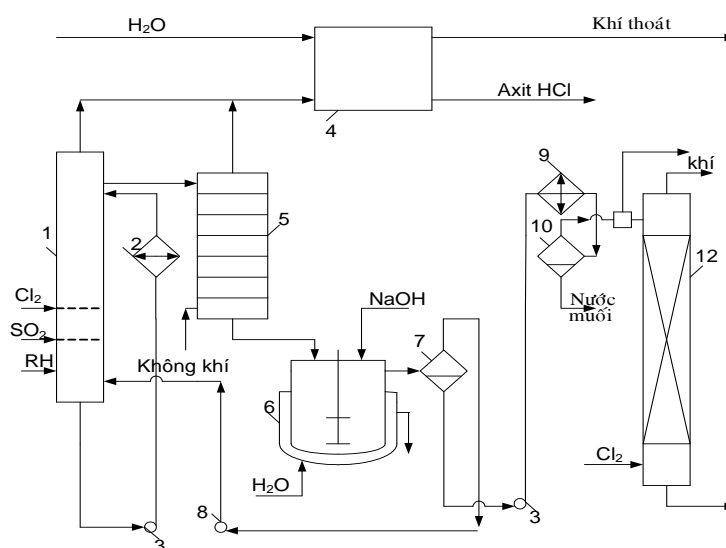 H₂O
Khí thoát
Axit HCl
4
9
khí
1
2
5
10
12
Cl₂
SO₂
RH
NaOH
Nước
muối
7
Không khí
6
Cl₂
H₂O
8
3
3